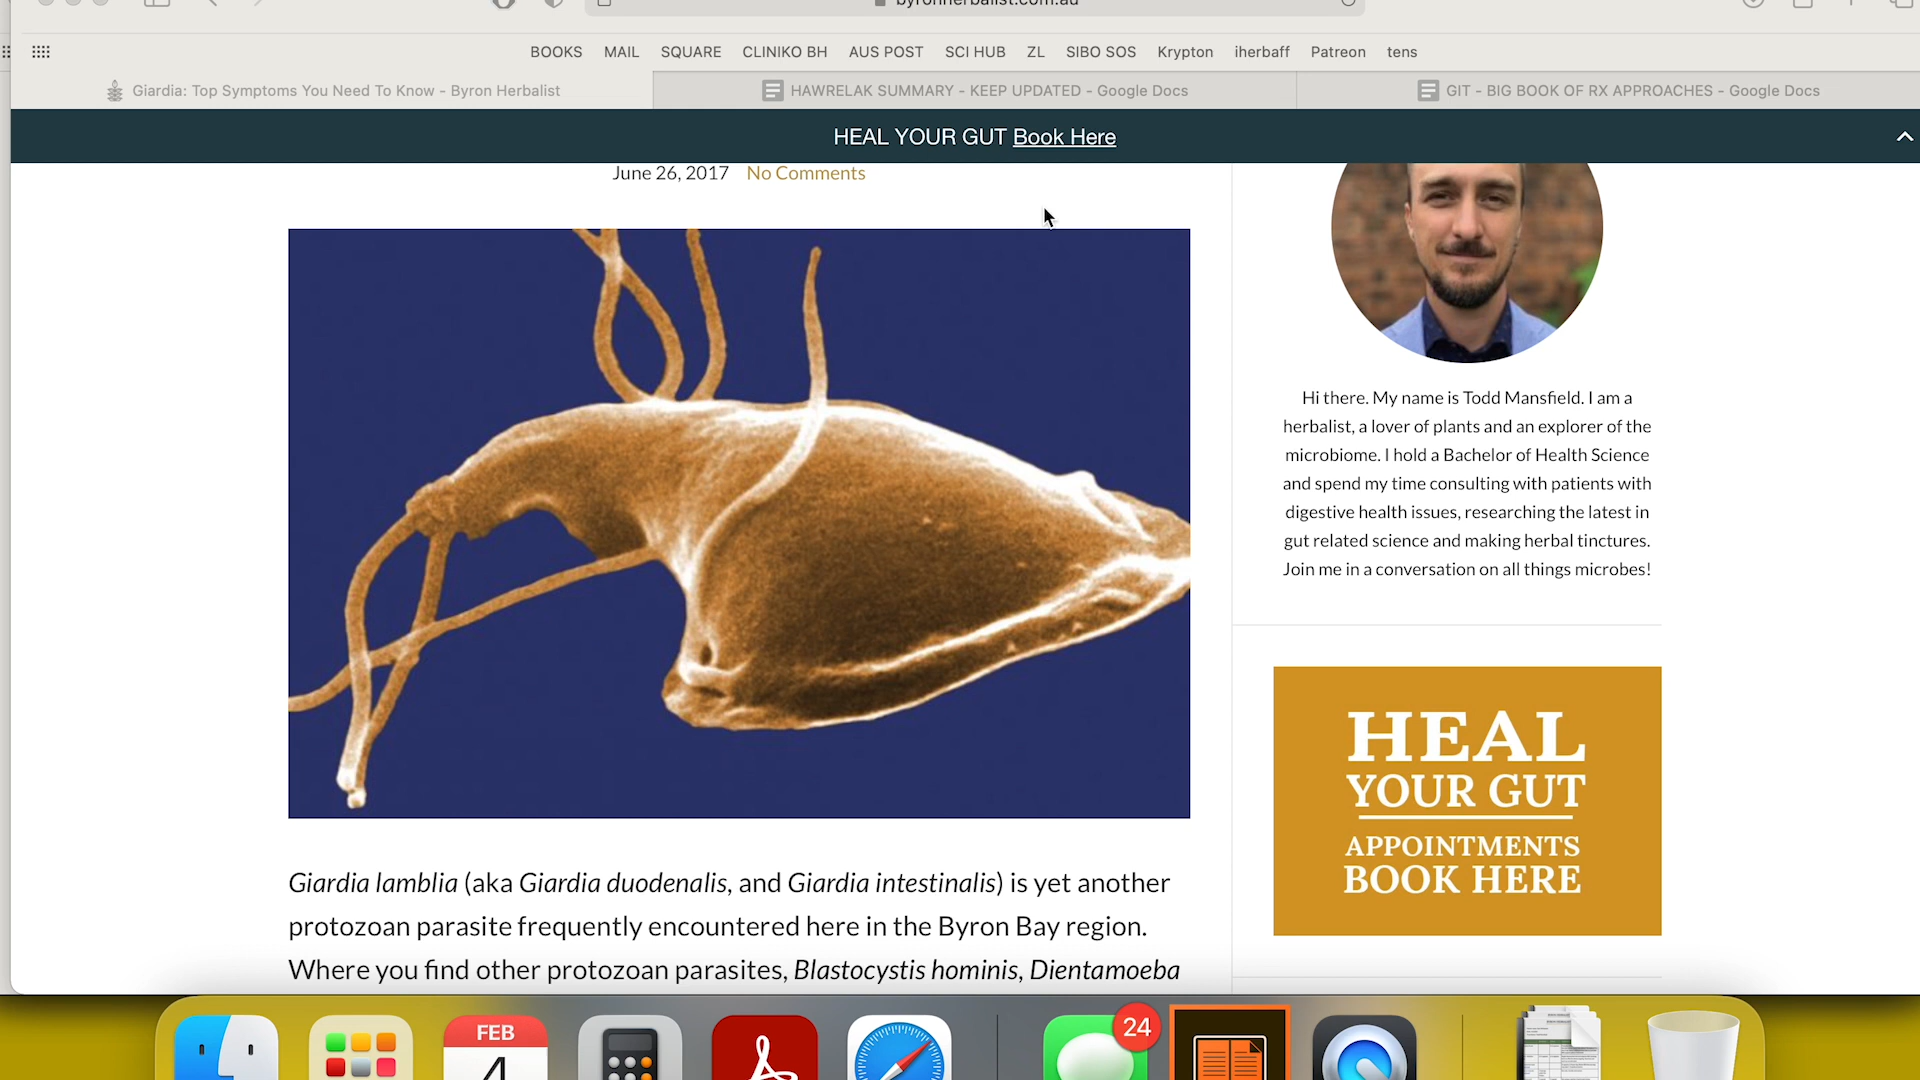 byronherbalist.com.au
BOOKS MAIL SQUARE CLINIKO BH AUS POST SCI HUB ZL SIBO SOS Krypton iherbaff Patreon tens
Giardia: Top Symptoms You Need To Know - Byron Herbalist
HAWRELAK SUMMARY - KEEP UPDATED - Google Docs
GIT - BIG BOOK OF RX APPROACHES - Google Docs
HEAL YOUR GUT Book Here
June 26, 2017 No Comments
Hi there. My name is Todd Mansfield. I am a
herbalist, a lover of plants and an explorer of the
microbiome. I hold a Bachelor of Health Science
and spend my time consulting with patients with
digestive health issues, researching the latest in
gut related science and making herbal tinctures.
Join me in a conversation on all things microbes!
HEAL
YOUR GUT
APPOINTMENTS
BOOK HERE
Giardia lamblia (aka Giardia duodenalis, and Giardia intestinalis) is yet another
protozoan parasite frequently encountered here in the Byron Bay region.
Where you find other protozoan parasites, Blastocystis hominis, Dientamoeba
FEB
4
24